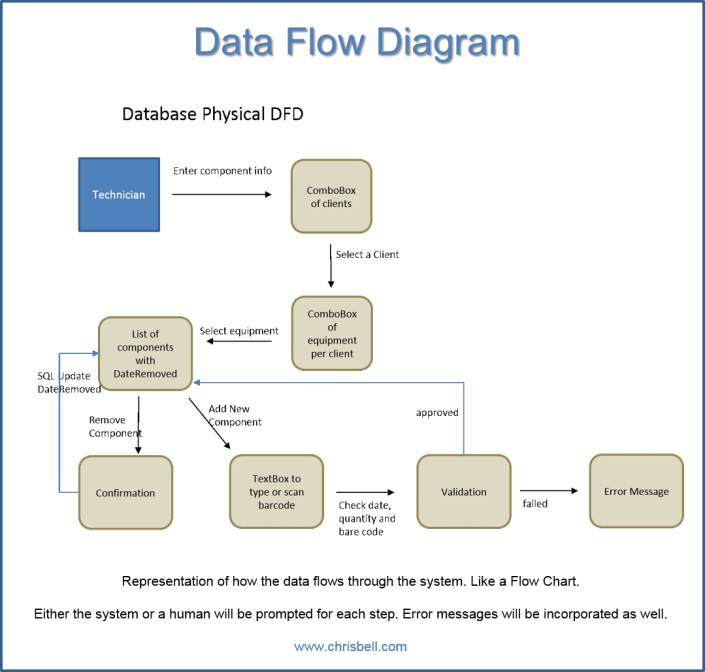 Data Flow Diagram
Database Physical DFD
Technician
Enter component info
ComboBox
of clients
Select a Client
ComboBox
of
equipment
per client
Select equipment
List of
components
with
DateRemoved
SQL Update
DateRemoved
Remove
Component
Add New
Component
approved
Confirmation
TextBox to
type or scan
barcode
Check date,
quantity and
bare code
Validation
failed
Error Message
Representation of how the data flows through the system. Like a Flow Chart.
Either the system or a human will be prompted for each step. Error messages will be incorporated as well.
www.chrisbell.com